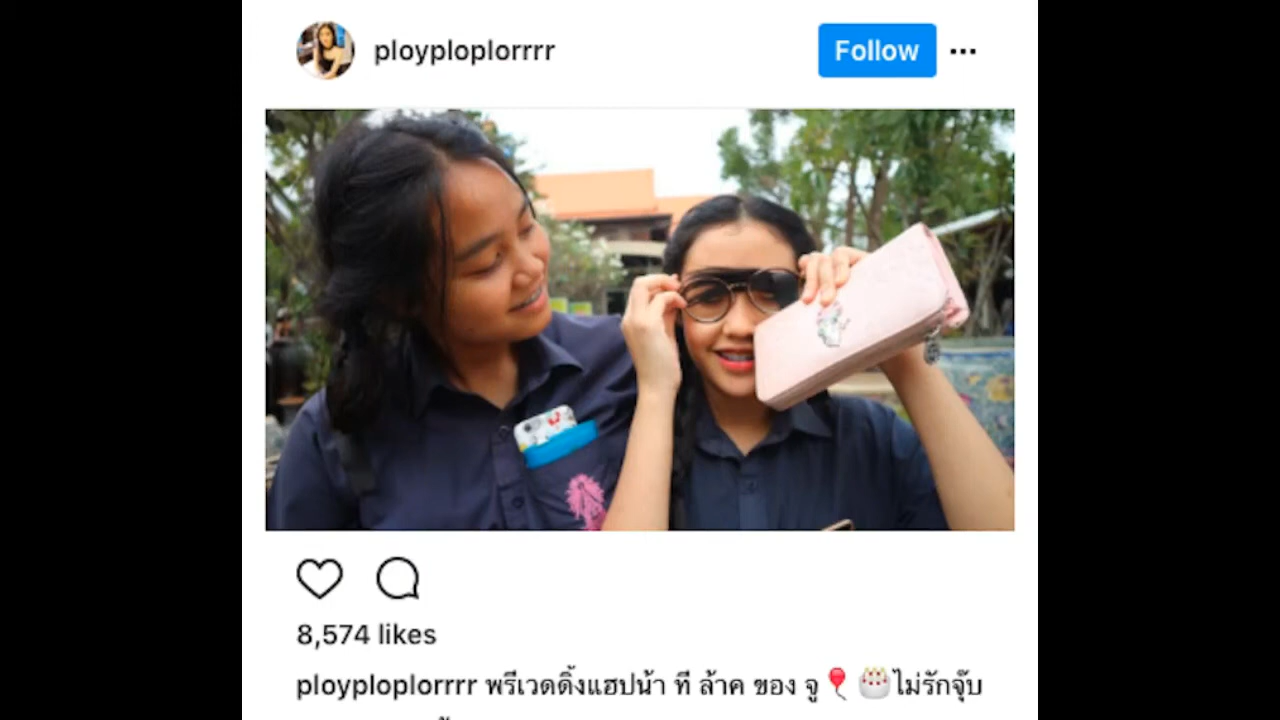 ployploplorrrr
Follow
8,574 likes
ployploplorrrr พรีเวดดิ้งแฮปน้า ที ล้าค ของ จู🎈🎂ไม่รักจุ๊บ